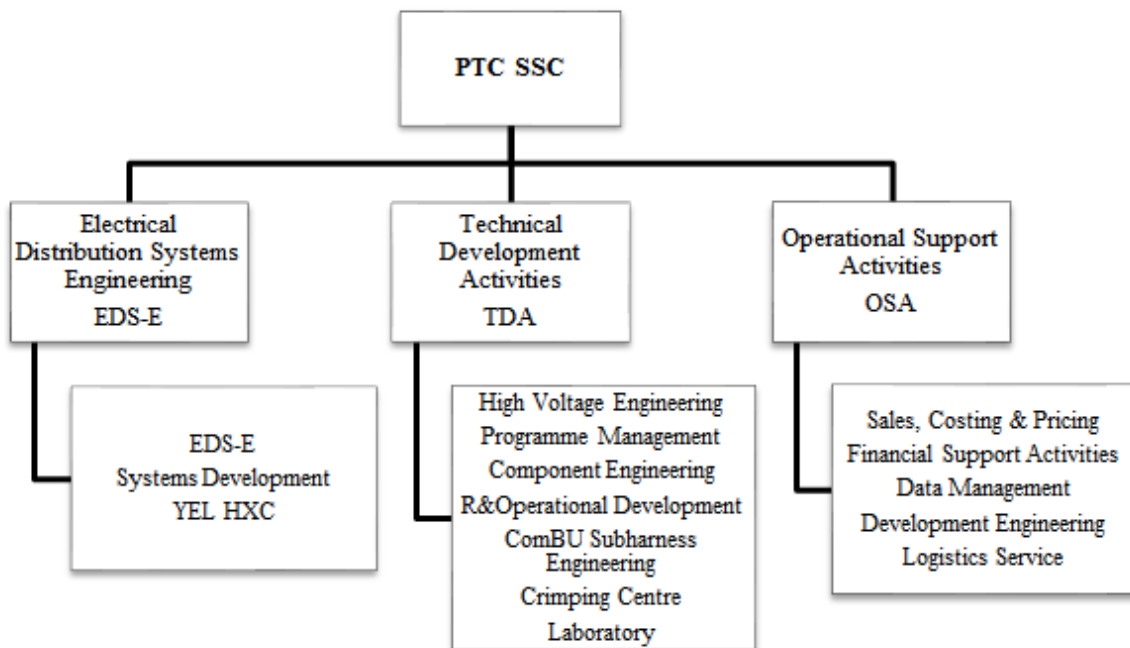 PTC SSC
Electrical
Distribution Systems
Engineering
EDS-E
Technical
Development
Activities
TDA
Operational Support
Activities
OSA
EDS-E
Systems Development
YEL HXC
High Voltage Engineering
Programme Management
Component Engineering
R&Operational Development
ComBU Subharness
Engineering
Crimping Centre
Laboratory
Sales, Costing & Pricing
Financial Support Activities
Data Management
Development Engineering
Logistics Service